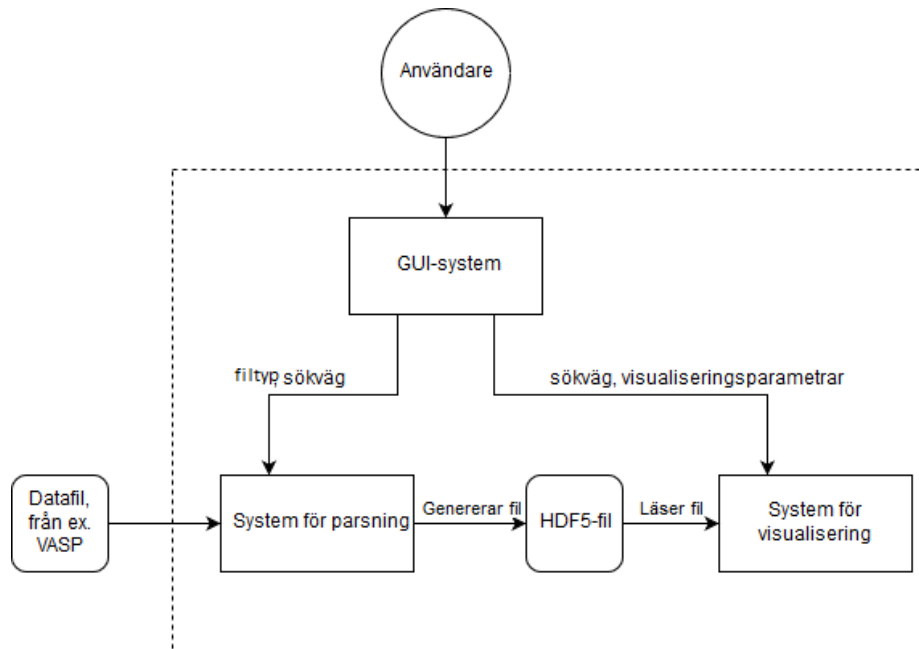 Användare
GUI-system
filtyp, sökväg
sökväg, visualiseringsparametrar
Datafil,
från ex.
VASP
System för parsning
Genererar fil
HDF5-fil
Läser fil
System för
visualisering